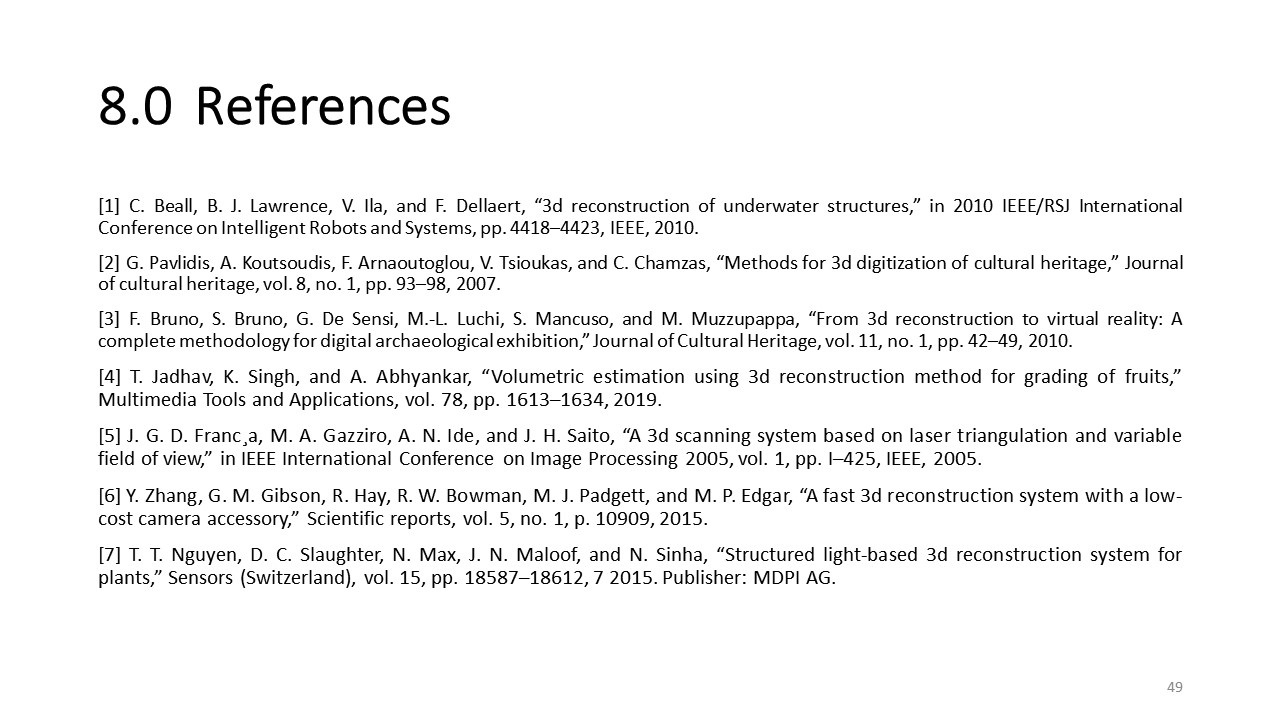 8.0 References
[1] C. Beall, B. J. Lawrence, V. Ila, and F. Dellaert, “3d reconstruction of underwater structures,” in 2010 IEEE/RSJ International
Conference on Intelligent Robots and Systems, pp. 4418–4423, IEEE, 2010.
[2] G. Pavlidis, A. Koutsoudis, F. Arnaoutoglou, V. Tsioukas, and C. Chamzas, “Methods for 3d digitization of cultural heritage,” Journal
of cultural heritage, vol. 8, no. 1, pp. 93–98, 2007.
[3] F. Bruno, S. Bruno, G. De Sensi, M.-L. Luchi, S. Mancuso, and M. Muzzupappa, “From 3d reconstruction to virtual reality: A
complete methodology for digital archaeological exhibition,” Journal of Cultural Heritage, vol. 11, no. 1, pp. 42–49, 2010.
[4] T. Jadhav, K. Singh, and A. Abhyankar, “Volumetric estimation using 3d reconstruction method for grading of fruits,”
Multimedia Tools and Applications, vol. 78, pp. 1613–1634, 2019.
[5] J. G. D. Franc¸a, M. A. Gazziro, A. N. Ide, and J. H. Saito, “A 3d scanning system based on laser triangulation and variable
field of view,” in IEEE International Conference on Image Processing 2005, vol. 1, pp. I–425, IEEE, 2005.
[6] Y. Zhang, G. M. Gibson, R. Hay, R. W. Bowman, M. J. Padgett, and M. P. Edgar, “A fast 3d reconstruction system with a low-
cost camera accessory,” Scientific reports, vol. 5, no. 1, p. 10909, 2015.
[7] T. T. Nguyen, D. C. Slaughter, N. Max, J. N. Maloof, and N. Sinha, “Structured light-based 3d reconstruction system for
plants,” Sensors (Switzerland), vol. 15, pp. 18587–18612, 7 2015. Publisher: MDPI AG.
49